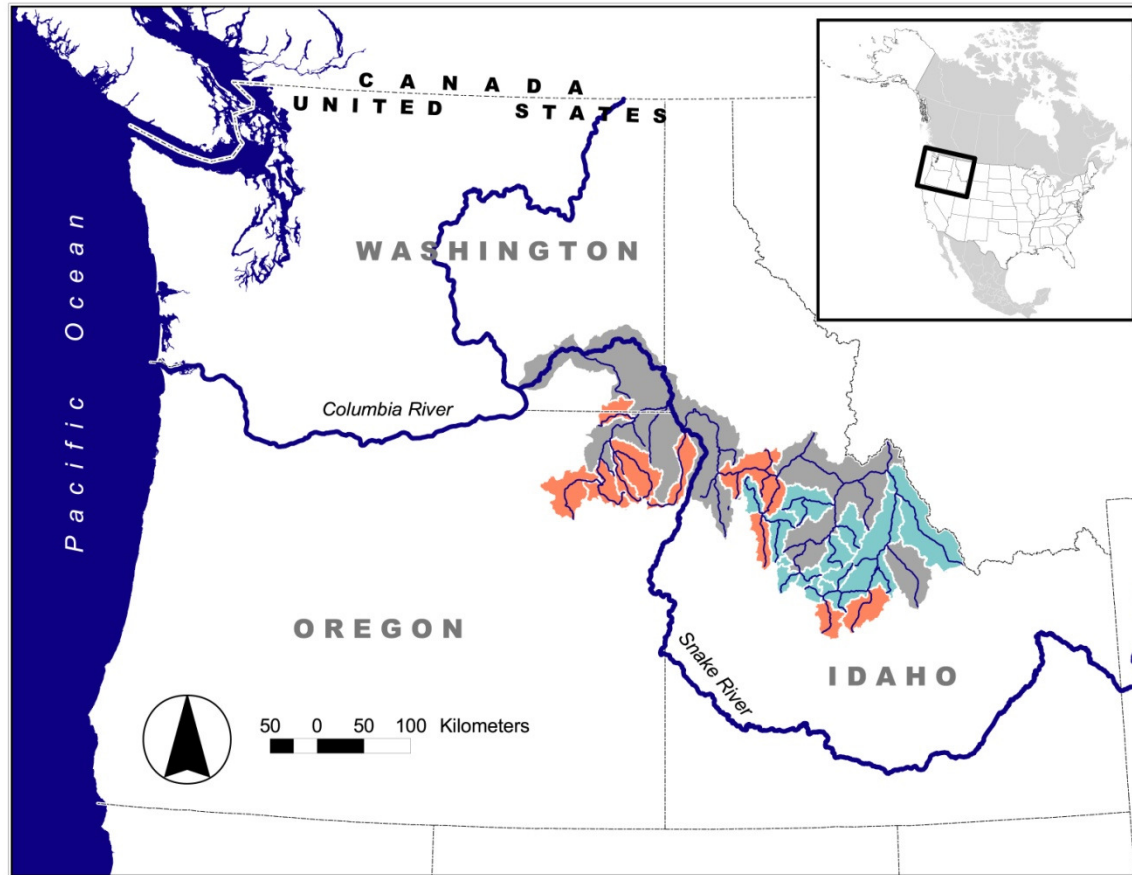 CANADA
UNITED STATES
WASHINGTON
Pacific Ocean
Columbia River
OREGON
Snake River
IDAHO
50 0 50 100 Kilometers